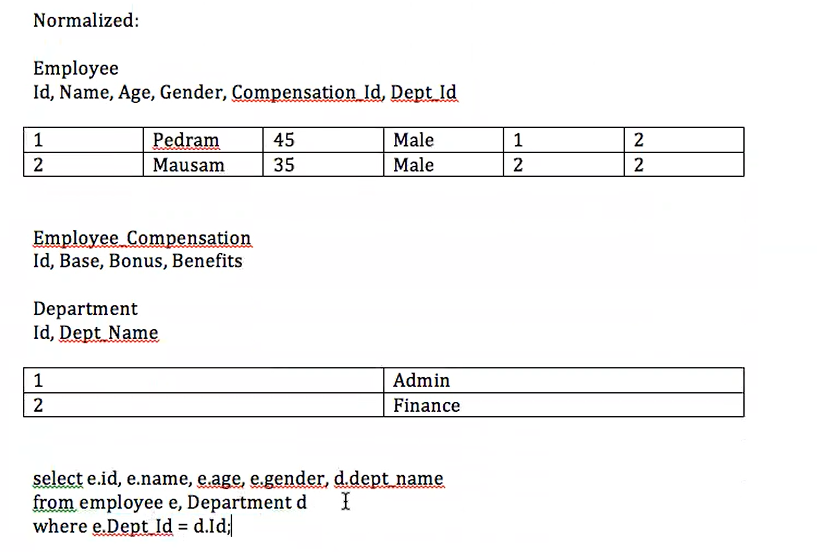 Normalized:
Employee
Id, Name, Age, Gender, Compensation_Id, Dept_Id
1 Pedram 45 Male 1 2
2 Mausam 35 Male 2 2
Employee_Compensation
Id, Base, Bonus, Benefits
Department
Id, Dept_Name
1 Admin
2 Finance
select e.id, e.name, e.age, e.gender, d.dept_name
from employee e, Department d
where e.Dept_Id = d.Id;